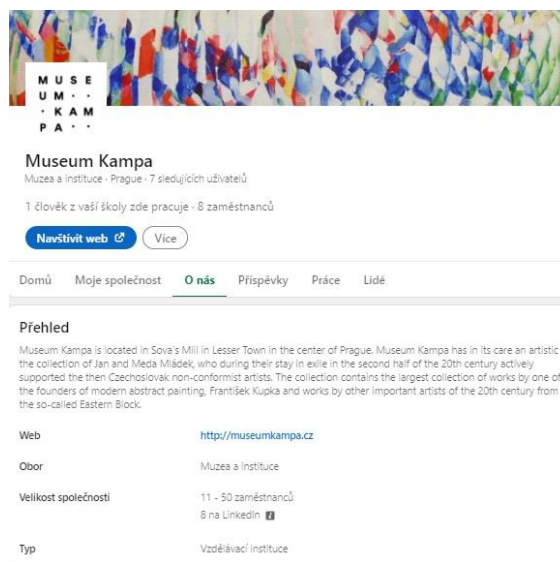 MUSE
UM··
·KAM
PA··
Museum Kampa
Muzea a instituce · Prague · 7 sledujících uživatelů
1 člověk z vaší školy zde pracuje · 8 zaměstnanců
Navštívit web
Více
Domů
Moje společnost
O nás
Příspěvky
Práce
Lidé
Přehled
Museum Kampa is located in Sova's Mill in Lesser Town in the center of Prague. Museum Kampa has in its care an artistic
the collection of Jan and Meda Mládek, who during their stay in exile in the second half of the 20th century actively
supported the then Czechoslovak non-conformist artists. The collection contains the largest collection of works by one of
the founders of modern abstract painting, František Kupka and works by other important artists of the 20th century from
the so-called Eastern Block.
Web
http://museumkampa.cz
Obor
Muzea a instituce
Velikost společnosti
11 - 50 zaměstnanců
8 na LinkedIn
Typ
Vzdělávací instituce